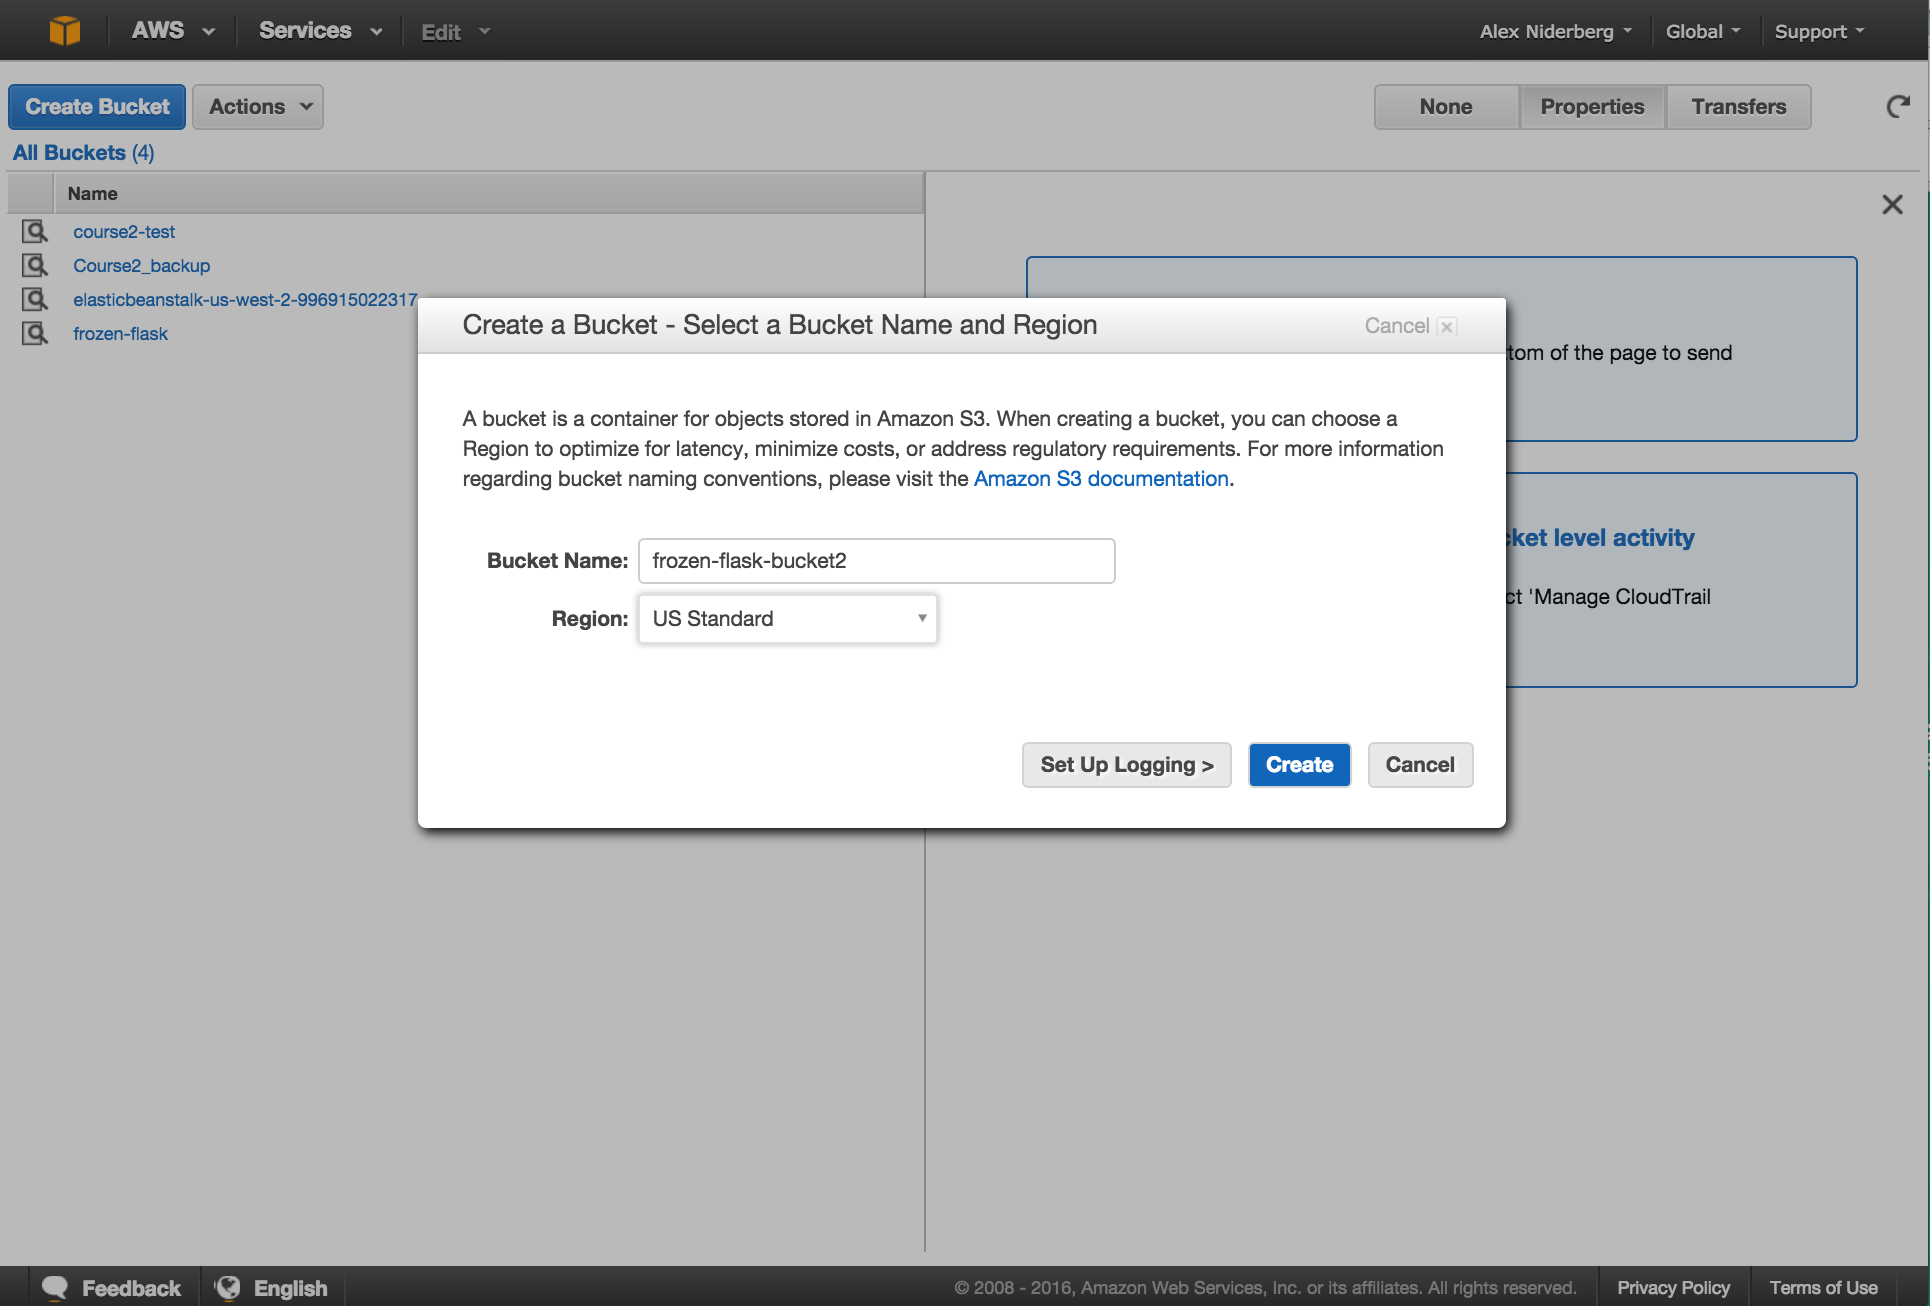 AWS Services Edit Alex Niderberg Global Support
Create Bucket Actions None Properties Transfers
All Buckets (4)
Name
course2-test
Course2_backup
elasticbeanstalk-us-west-2-996915022317
frozen-flask
Create a Bucket - Select a Bucket Name and Region Cancel
tom of the page to send
A bucket is a container for objects stored in Amazon S3. When creating a bucket, you can choose a
Region to optimize for latency, minimize costs, or address regulatory requirements. For more information
regarding bucket naming conventions, please visit the Amazon S3 documentation.
cket level activity
Bucket Name: frozen-flask-bucket2
ct 'Manage CloudTrail
Region: US Standard
Set Up Logging > Create Cancel
Feedback English © 2008 - 2016, Amazon Web Services, Inc. or its affiliates. All rights reserved. Privacy Policy Terms of Use